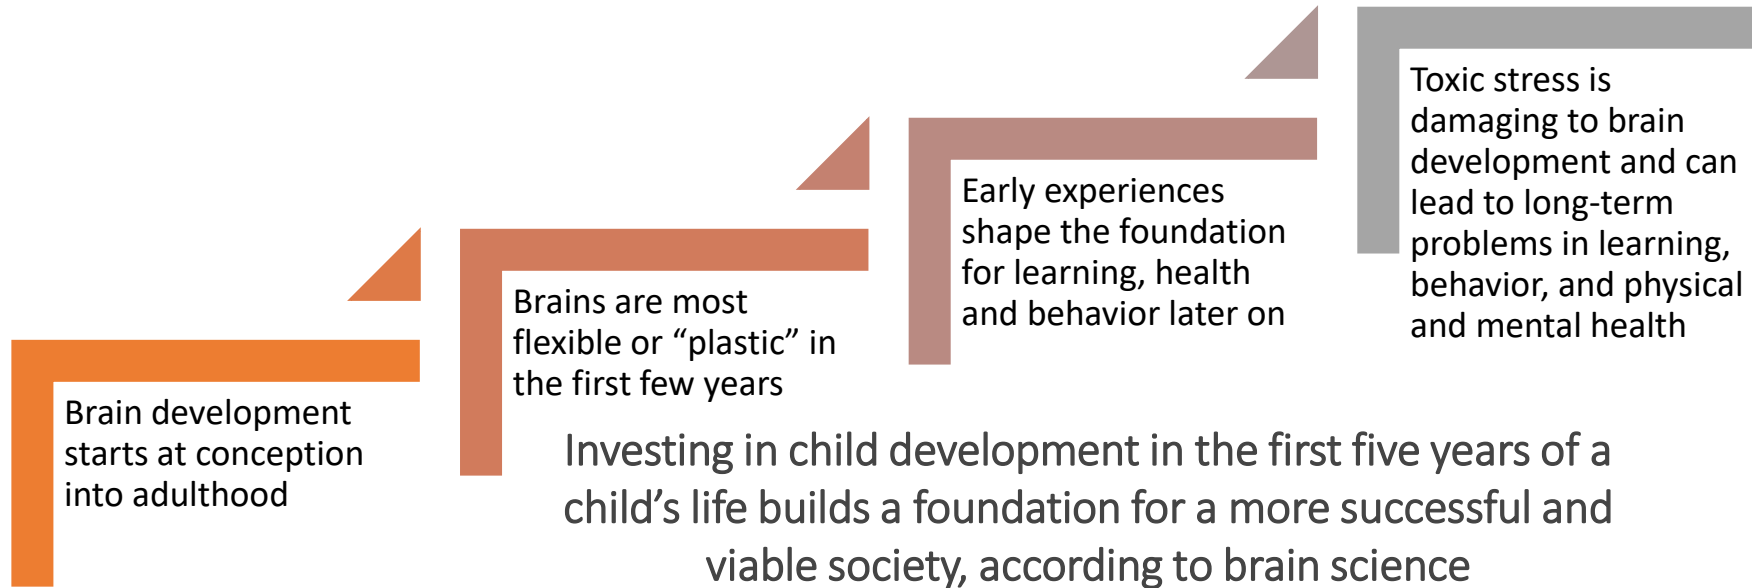 Brain development
starts at conception
into adulthood
Brains are most
flexible or “plastic” in
the first few years
Early experiences
shape the foundation
for learning, health
and behavior later on
Toxic stress is
damaging to brain
development and can
lead to long-term
problems in learning,
behavior, and physical
and mental health
Investing in child development in the first five years of a
child’s life builds a foundation for a more successful and
viable society, according to brain science